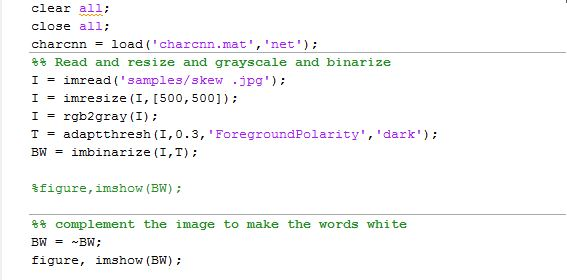 clear all;
close all;
charcnn = load('charcnn.mat','net');
%% Read and resize and grayscale and binarize
I = imread('samples/skew .jpg');
I = imresize(I,[500,500]);
I = rgb2gray(I);
T = adaptthresh(I,0.3,'ForegroundPolarity','dark');
BW = imbinarize(I,T);
%figure,imshow(BW);
%% complement the image to make the words white
BW = ~BW;
figure, imshow(BW);